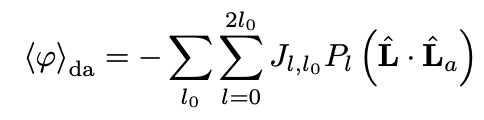 ⟨φ⟩_da = − ∑_{l_0} ∑_{l=0}^{2l_0} J_{l,l_0} P_l (L̂ · L̂_a)